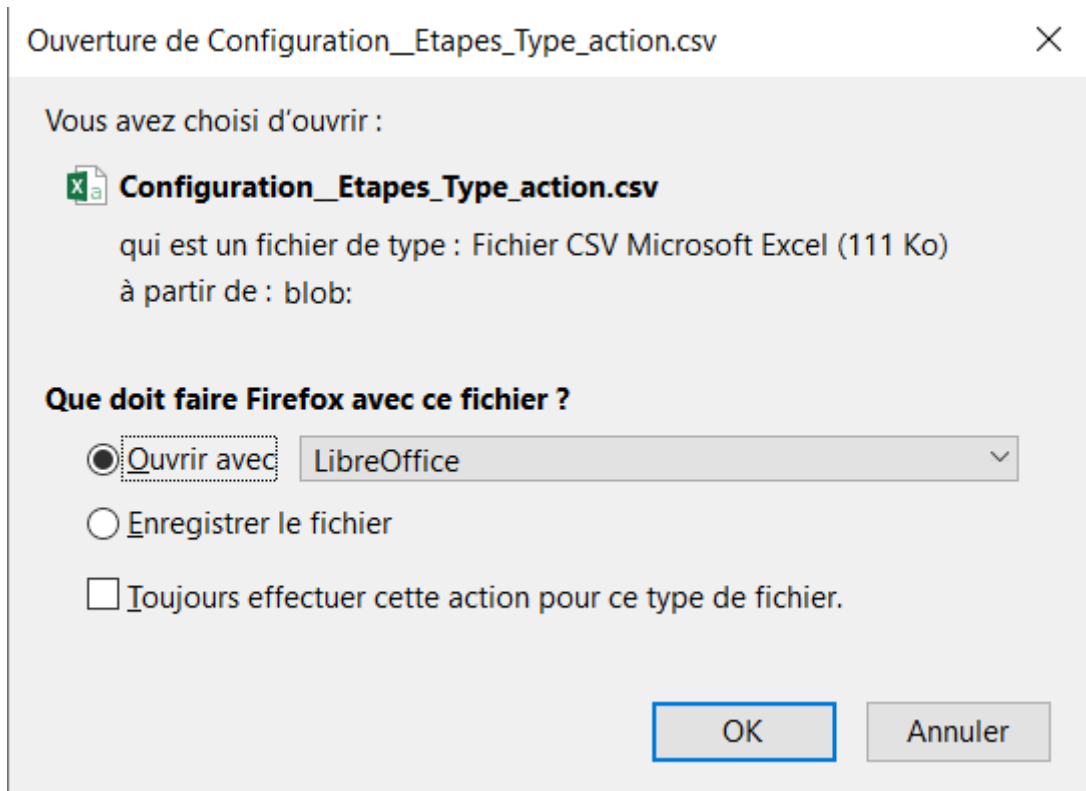 Ouverture de Configuration__Etapes_Type_action.csv
Vous avez choisi d’ouvrir :
Configuration__Etapes_Type_action.csv
qui est un fichier de type : Fichier CSV Microsoft Excel (111 Ko)
à partir de : blob:
Que doit faire Firefox avec ce fichier ?
Ouvrir avec LibreOffice
Enregistrer le fichier
Toujours effectuer cette action pour ce type de fichier.
OK Annuler